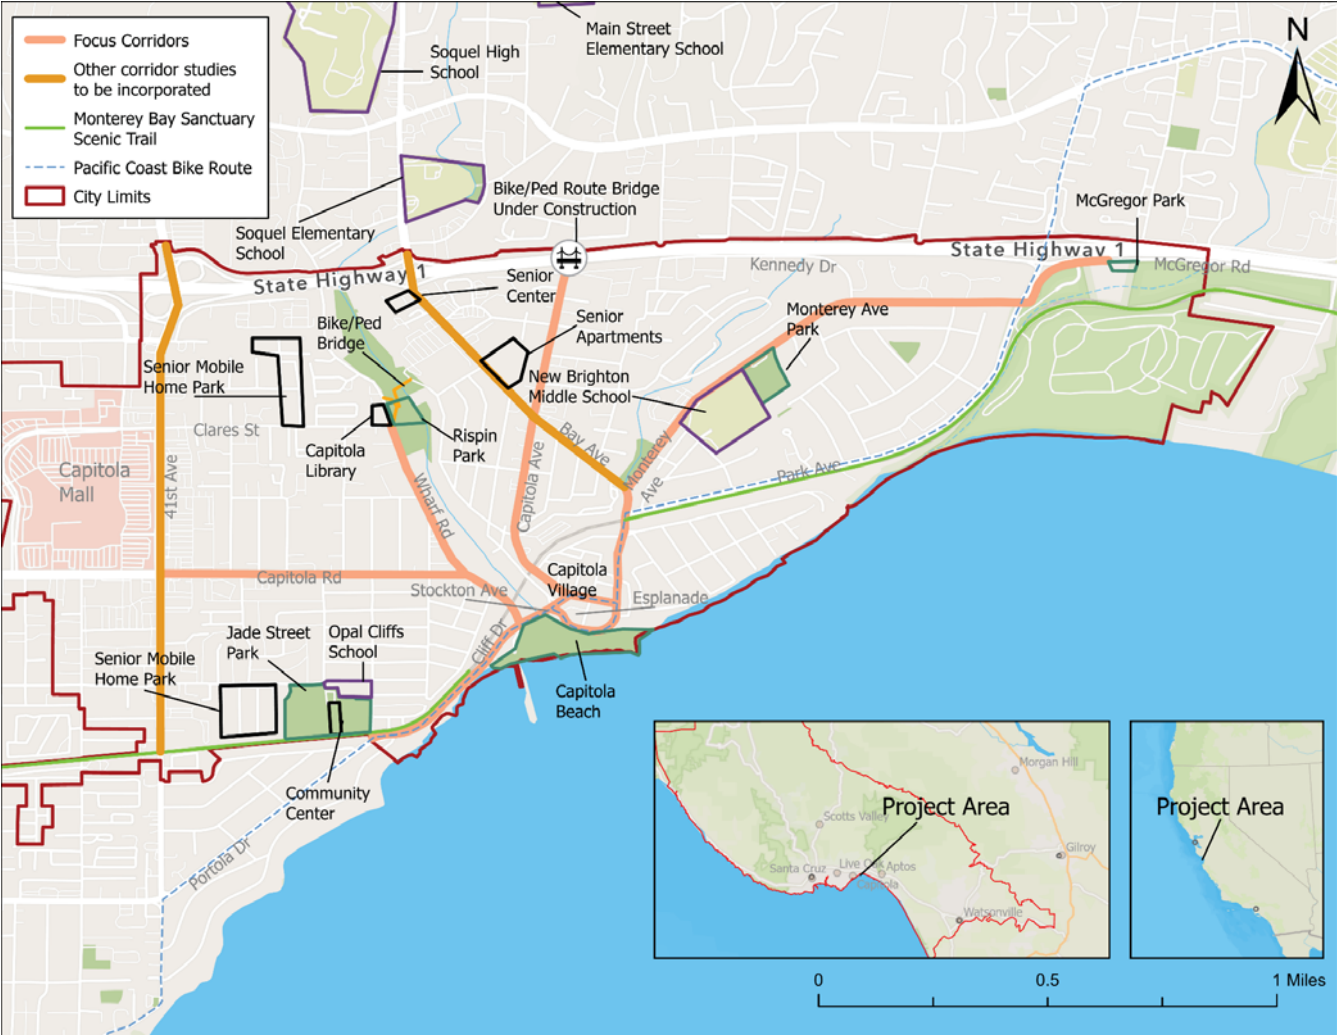 Focus Corridors
Other corridor studies
to be incorporated
Monterey Bay Sanctuary
Scenic Trail
Pacific Coast Bike Route
City Limits
Soquel High
School
Main Street
Elementary School
N
Soquel Elementary
School
Bike/Ped Route Bridge
Under Construction
McGregor Park
State Highway 1
State Highway 1
Kennedy Dr
McGregor Rd
Senior
Center
Bike/Ped
Bridge
Senior
Apartments
Monterey Ave
Park
Senior Mobile
Home Park
New Brighton
Middle School
Clares St
Capitola
Library
Rispin
Park
Bay Ave
Capitola
Mall
41st Ave
Wharf Rd
Capitola Ave
Monterey
Ave
Park Ave
Capitola Rd
Stockton Ave
Capitola
Village
Esplanade
Cliff Dr
Jade Street
Park
Opal Cliffs
School
Senior Mobile
Home Park
Capitola
Beach
Community
Center
Portola Dr
Morgan Hill
Project Area
Scotts Valley
Gilroy
Santa Cruz
Live Oak
Aptos
Capitola
Watsonville
Project Area
0
0.5
1 Miles